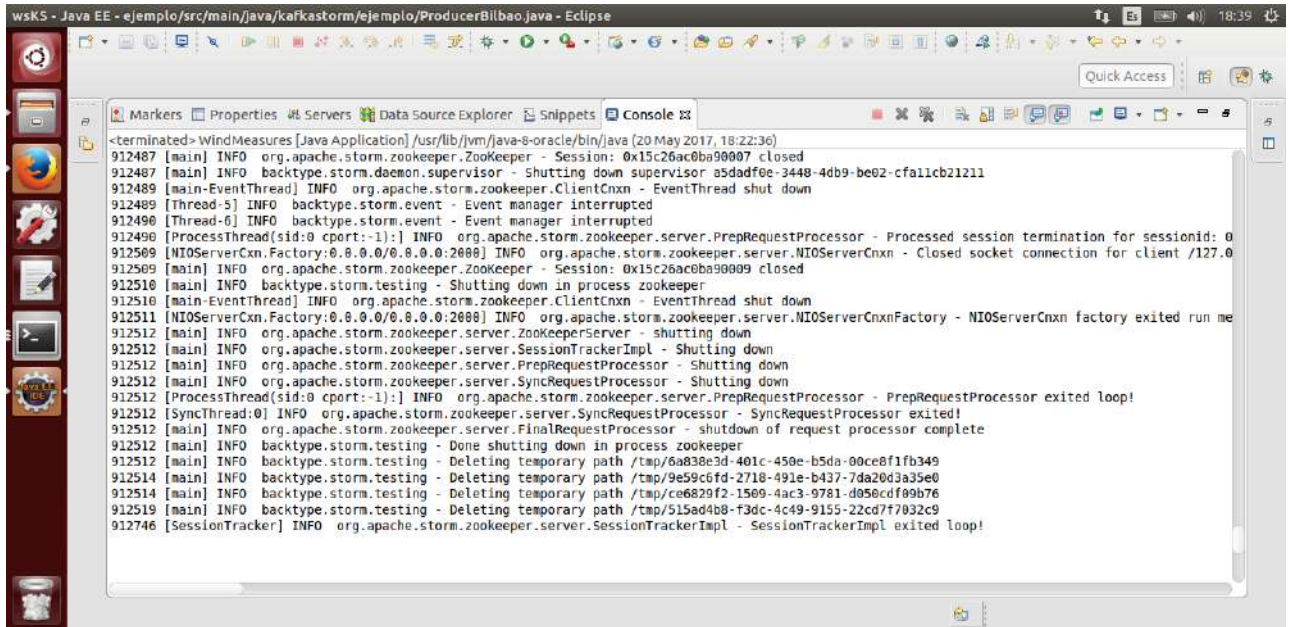 wsKS - Java EE - ejemplo/src/main/java/kafkastorm/ejemplo/ProducerBilbao.java - Eclipse
Es
18:39
Quick Access
Markers Properties Servers Data Source Explorer Snippets Console
<terminated> WindMeasures [Java Application] /usr/lib/jvm/java-8-oracle/bin/java (20 May 2017, 18:22:36)
912487 [main] INFO org.apache.storm.zookeeper.ZooKeeper - Session: 0x15c26ac0ba90007 closed
912487 [main] INFO backtype.storm.daemon.supervisor - Shutting down supervisor a5dadf0e-3448-4db9-be02-cfa11cb21211
912489 [main-EventThread] INFO org.apache.storm.zookeeper.ClientCnxn - EventThread shut down
912489 [Thread-5] INFO backtype.storm.event - Event manager interrupted
912490 [Thread-6] INFO backtype.storm.event - Event manager interrupted
912490 [ProcessThread(sid:0 cport:-1):] INFO org.apache.storm.zookeeper.server.PrepRequestProcessor - Processed session termination for sessionid: 0
912509 [NIOServerCxn.Factory:0.0.0.0/0.0.0.0:2000] INFO org.apache.storm.zookeeper.server.NIOServerCnxn - Closed socket connection for client /127.0
912509 [main] INFO org.apache.storm.zookeeper.ZooKeeper - Session: 0x15c26ac0ba90009 closed
912510 [main] INFO backtype.storm.testing - Shutting down in process zookeeper
912510 [main-EventThread] INFO org.apache.storm.zookeeper.ClientCnxn - EventThread shut down
912511 [NIOServerCxn.Factory:0.0.0.0/0.0.0.0:2000] INFO org.apache.storm.zookeeper.server.NIOServerCnxnFactory - NIOServerCnxn factory exited run me
912512 [main] INFO org.apache.storm.zookeeper.server.ZooKeeperServer - shutting down
912512 [main] INFO org.apache.storm.zookeeper.server.SessionTrackerImpl - Shutting down
912512 [main] INFO org.apache.storm.zookeeper.server.PrepRequestProcessor - Shutting down
912512 [main] INFO org.apache.storm.zookeeper.server.SyncRequestProcessor - Shutting down
912512 [ProcessThread(sid:0 cport:-1):] INFO org.apache.storm.zookeeper.server.PrepRequestProcessor - PrepRequestProcessor exited loop!
912512 [SyncThread:0] INFO org.apache.storm.zookeeper.server.SyncRequestProcessor - SyncRequestProcessor exited!
912512 [main] INFO org.apache.storm.zookeeper.server.FinalRequestProcessor - shutdown of request processor complete
912512 [main] INFO backtype.storm.testing - Done shutting down in process zookeeper
912512 [main] INFO backtype.storm.testing - Deleting temporary path /tmp/6a838e3d-401c-450e-b5da-00ce8f1fb349
912514 [main] INFO backtype.storm.testing - Deleting temporary path /tmp/9e59c6fd-2718-491e-b437-7da20d3a35e0
912514 [main] INFO backtype.storm.testing - Deleting temporary path /tmp/ce6829f2-1509-4ac3-9781-d050cdf09b76
912519 [main] INFO backtype.storm.testing - Deleting temporary path /tmp/515ad4b8-f3dc-4c49-9155-22cd7f7032c9
912746 [SessionTracker] INFO org.apache.storm.zookeeper.server.SessionTrackerImpl - SessionTrackerImpl exited loop!
Java EE
IDE